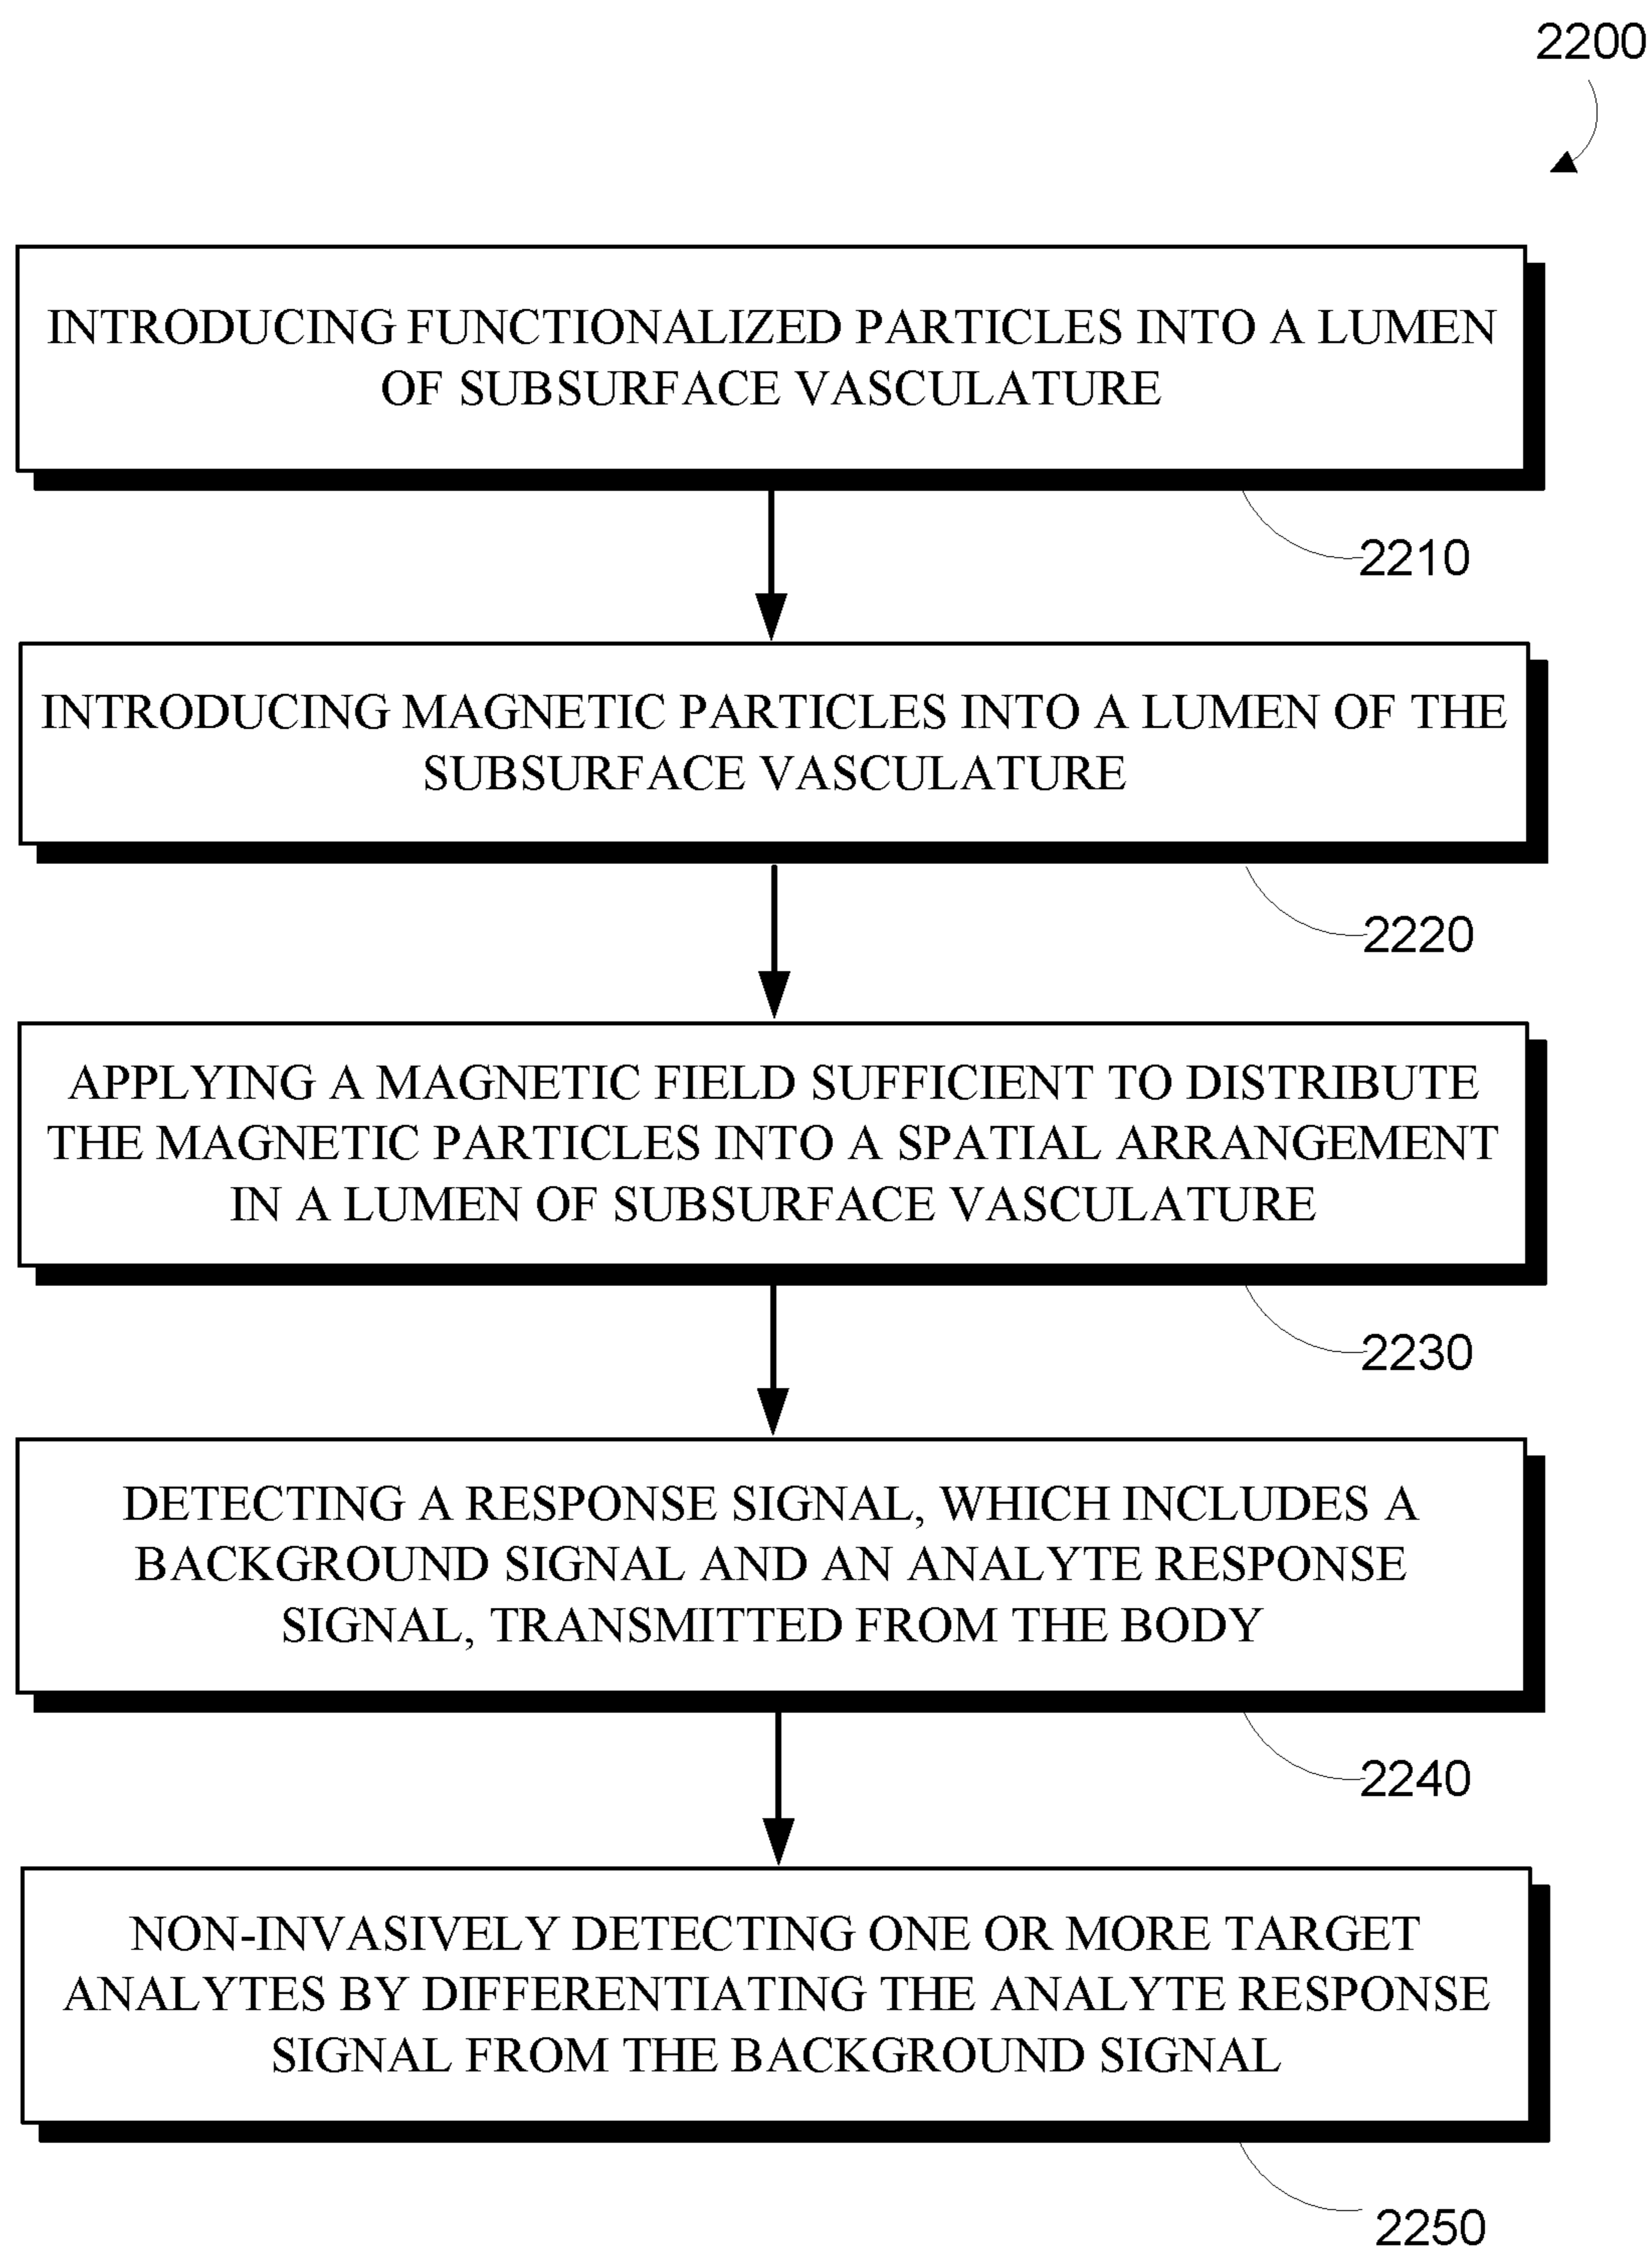 2200
INTRODUCING FUNCTIONALIZED PARTICLES INTO A LUMEN
OF SUBSURFACE VASCULATURE
2210
INTRODUCING MAGNETIC PARTICLES INTO A LUMEN OF THE
SUBSURFACE VASCULATURE
2220
APPLYING A MAGNETIC FIELD SUFFICIENT TO DISTRIBUTE
THE MAGNETIC PARTICLES INTO A SPATIAL ARRANGEMENT
IN A LUMEN OF SUBSURFACE VASCULATURE
2230
DETECTING A RESPONSE SIGNAL, WHICH INCLUDES A
BACKGROUND SIGNAL AND AN ANALYTE RESPONSE
SIGNAL, TRANSMITTED FROM THE BODY
2240
NON-INVASIVELY DETECTING ONE OR MORE TARGET
ANALYTES BY DIFFERENTIATING THE ANALYTE RESPONSE
SIGNAL FROM THE BACKGROUND SIGNAL
2250